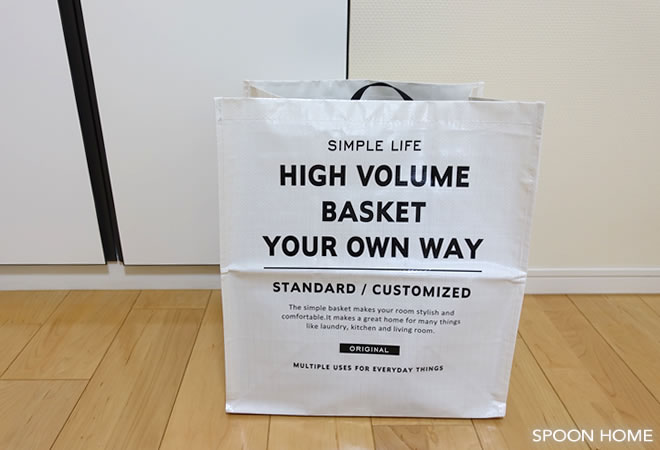 SIMPLE LIFE
HIGH VOLUME
BASKET
YOUR OWN WAY
STANDARD / CUSTOMIZED
The simple basket makes your room stylish and
comfortable.It makes a great home for many things
like laundry, kitchen and living room.
ORIGINAL
MULTIPLE USES FOR EVERYDAY THINGS
SPOON HOME